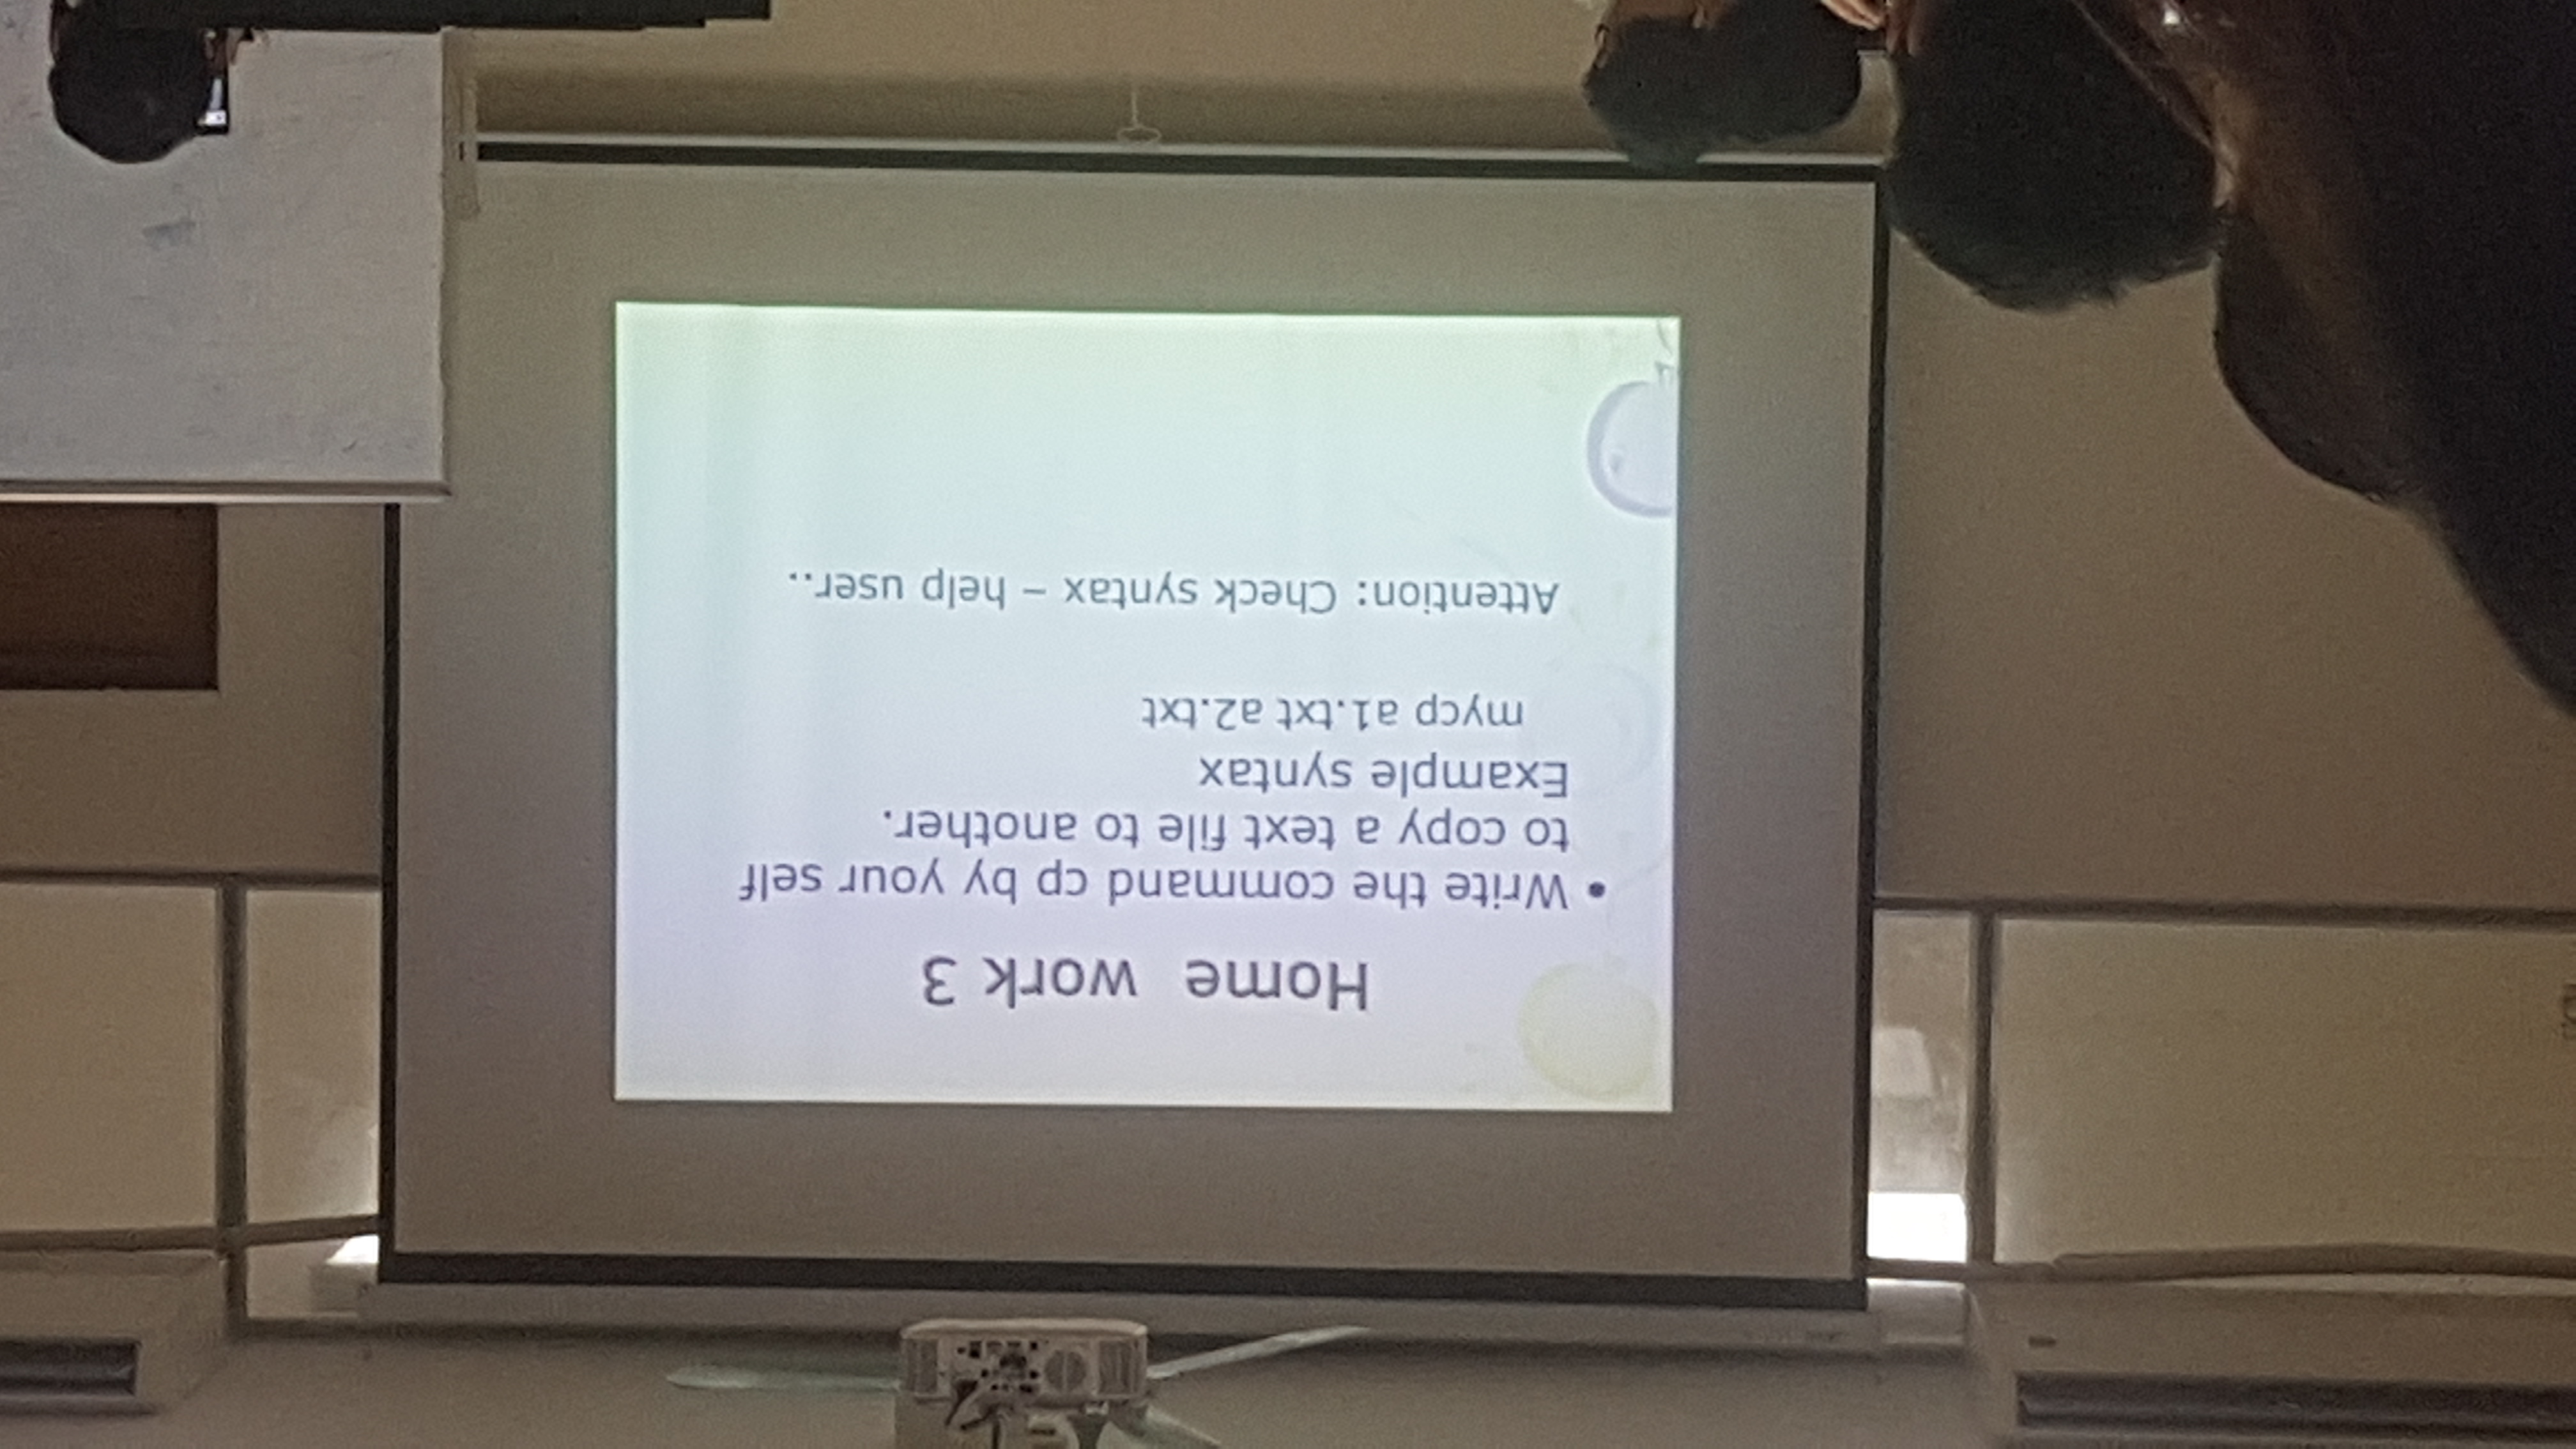 Home work 3
• Write the command cp by your self
to copy a text file to another.
Example syntax
mycp a1.txt a2.txt
Attention: Check syntax – help user..